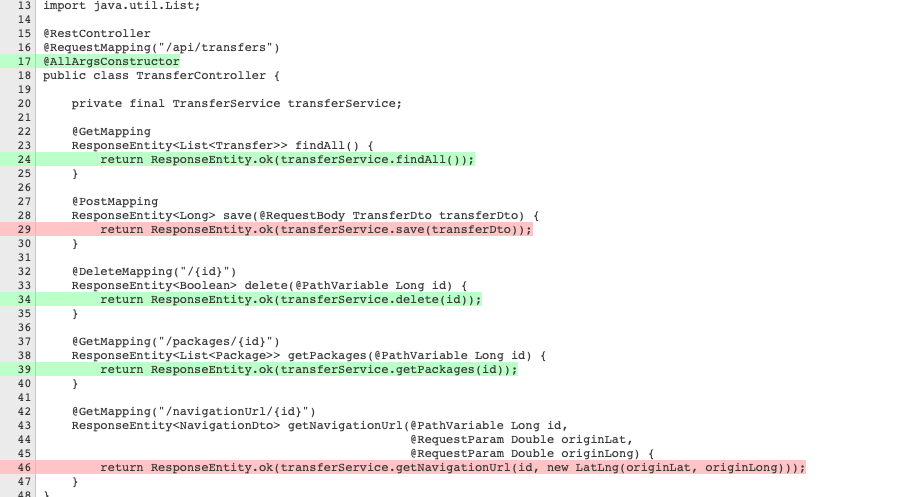 13 import java.util.List;
14
15 @RestController
16 @RequestMapping("/api/transfers")
17 @AllArgsConstructor
18 public class TransferController {
19
20     private final TransferService transferService;
21
22     @GetMapping
23     ResponseEntity<List<Transfer>> findAll() {
24         return ResponseEntity.ok(transferService.findAll());
25     }
26
27     @PostMapping
28     ResponseEntity<Long> save(@RequestBody TransferDto transferDto) {
29         return ResponseEntity.ok(transferService.save(transferDto));
30     }
31
32     @DeleteMapping("/{id}")
33     ResponseEntity<Boolean> delete(@PathVariable Long id) {
34         return ResponseEntity.ok(transferService.delete(id));
35     }
36
37     @GetMapping("/packages/{id}")
38     ResponseEntity<List<Package>> getPackages(@PathVariable Long id) {
39         return ResponseEntity.ok(transferService.getPackages(id));
40     }
41
42     @GetMapping("/navigationUrl/{id}")
43     ResponseEntity<NavigationDto> getNavigationUrl(@PathVariable Long id,
44                                                    @RequestParam Double originLat,
45                                                    @RequestParam Double originLong) {
46         return ResponseEntity.ok(transferService.getNavigationUrl(id, new LatLng(originLat, originLong)));
47     }
48 }